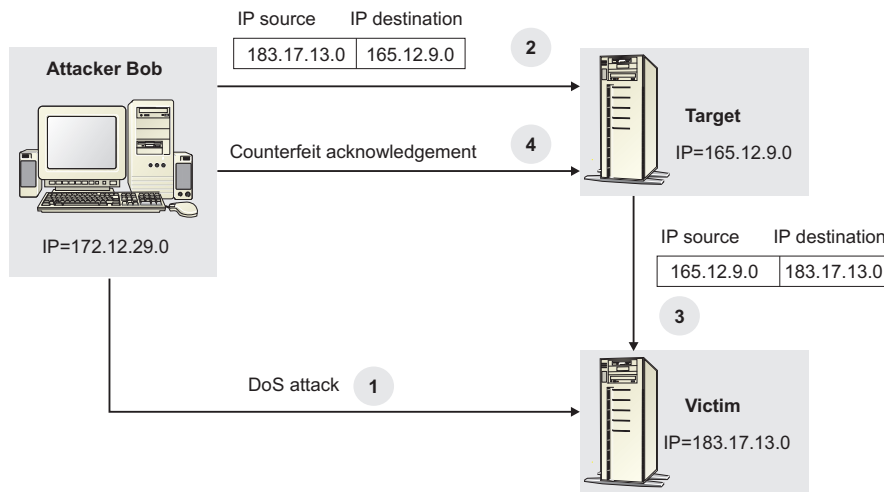 IP source IP destination
183.17.13.0 165.12.9.0
2
Attacker Bob
Target
IP=165.12.9.0
Counterfeit acknowledgement 4
IP=172.12.29.0
IP source IP destination
165.12.9.0 183.17.13.0
3
DoS attack 1
Victim
IP=183.17.13.0